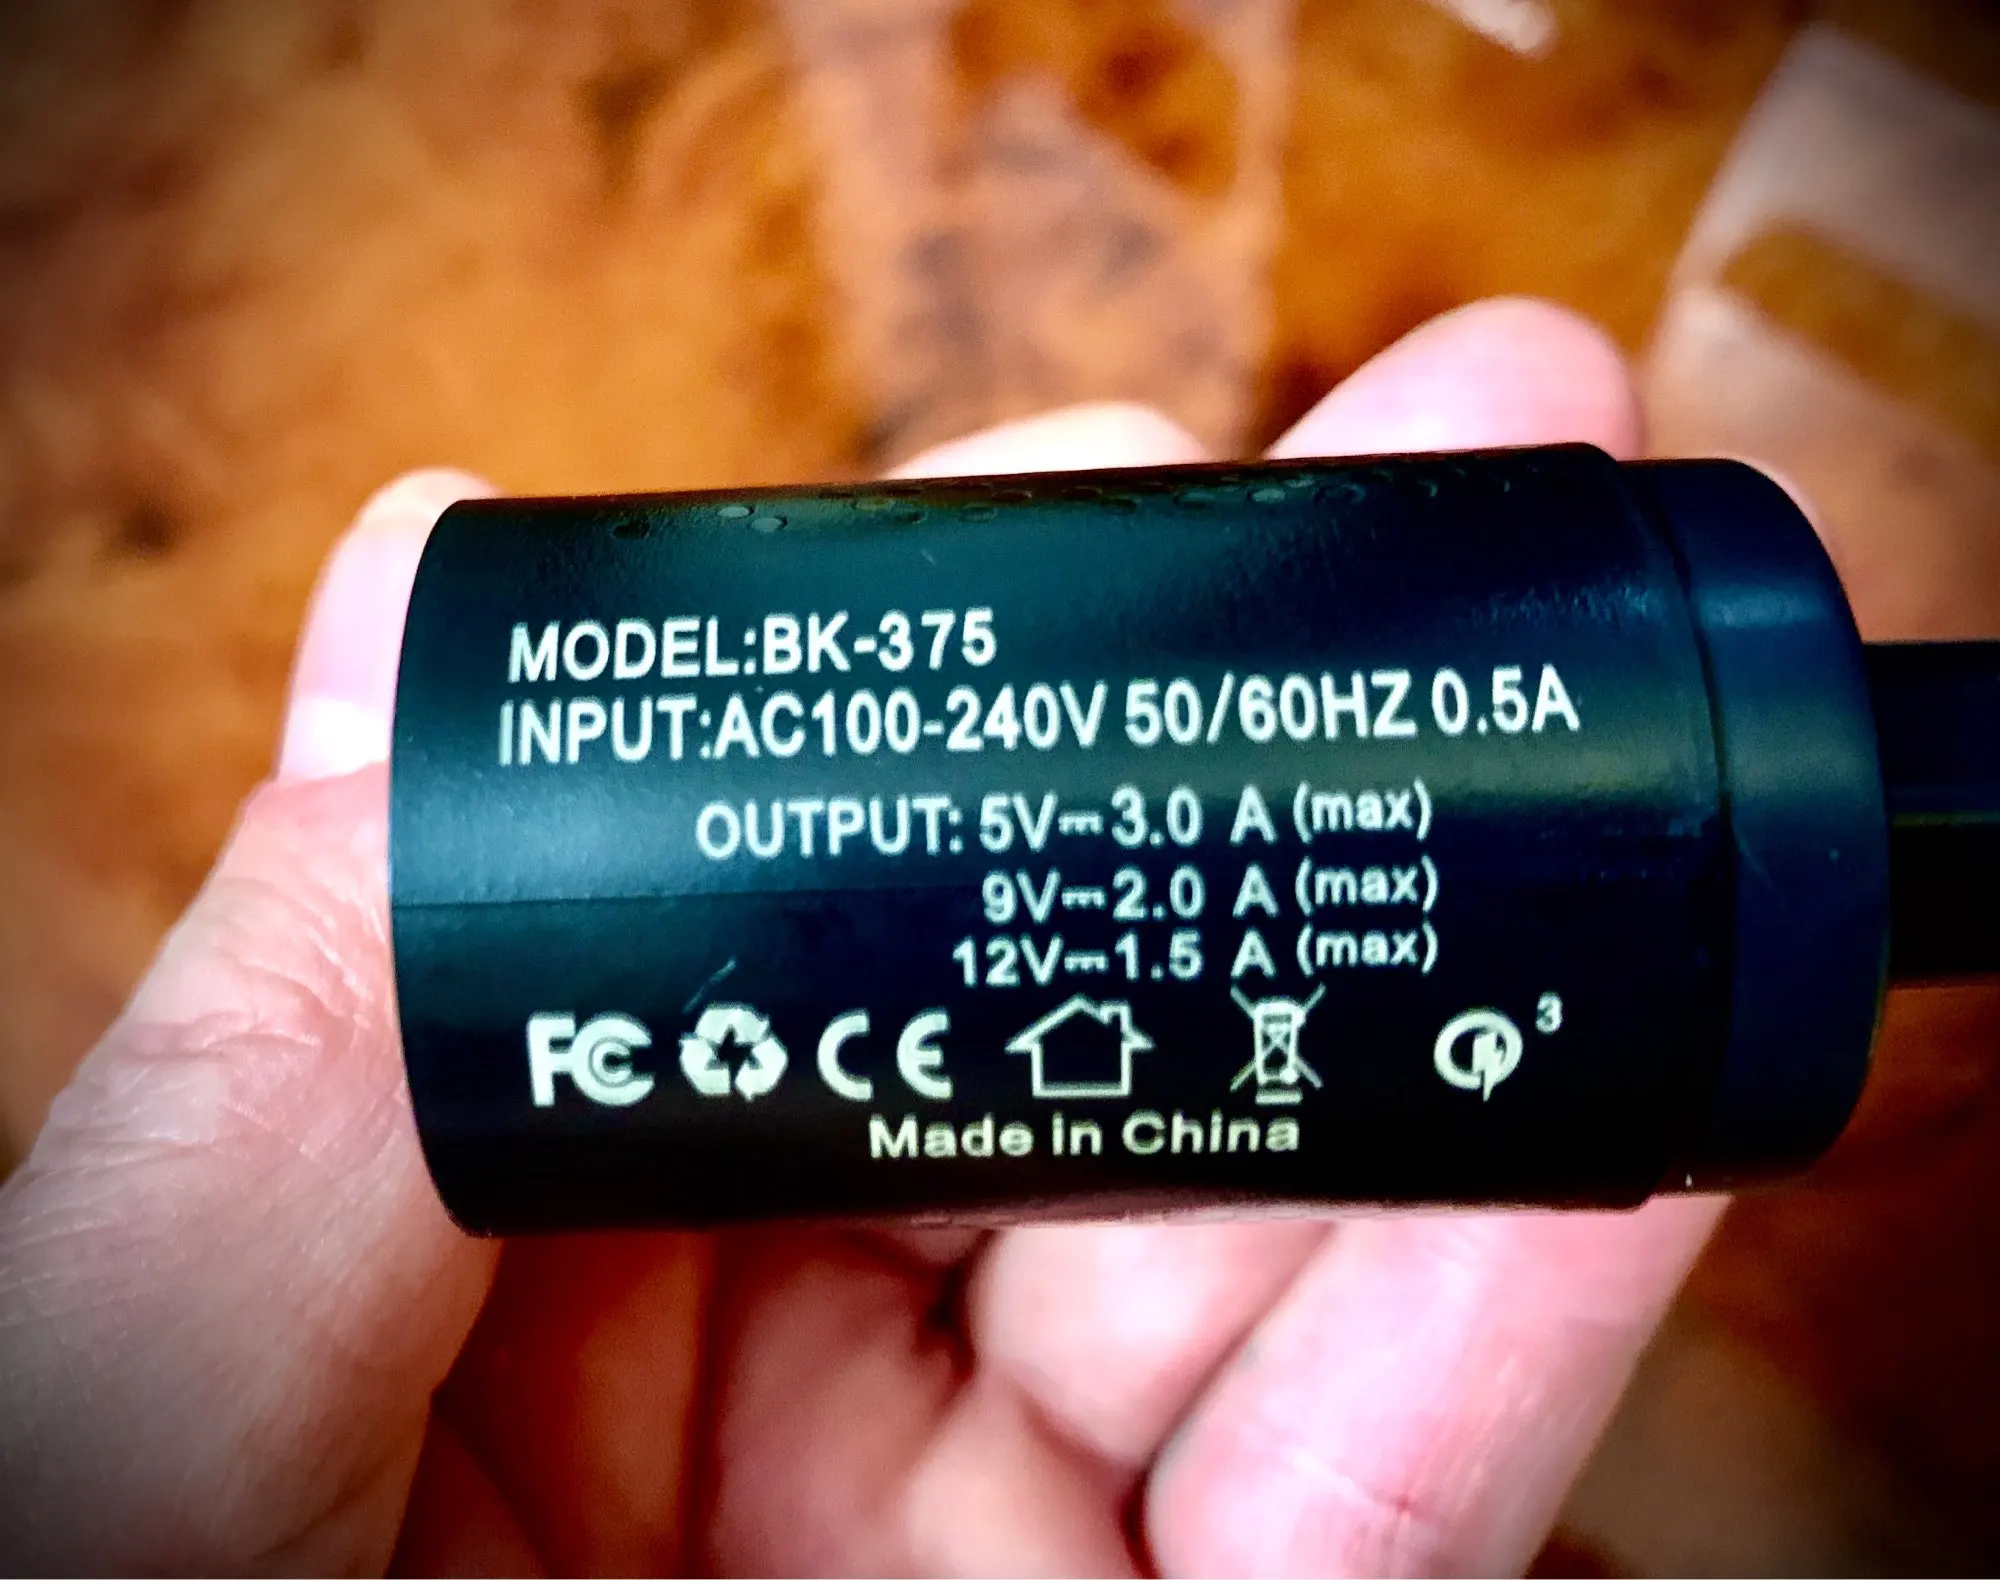 MODEL:BK-375
INPUT:AC100-240V 50/60HZ 0.5A
OUTPUT: 5V⎓3.0 A (max)
9V⎓2.0 A (max)
12V⎓1.5 A (max)
FC CE 3
Made in China